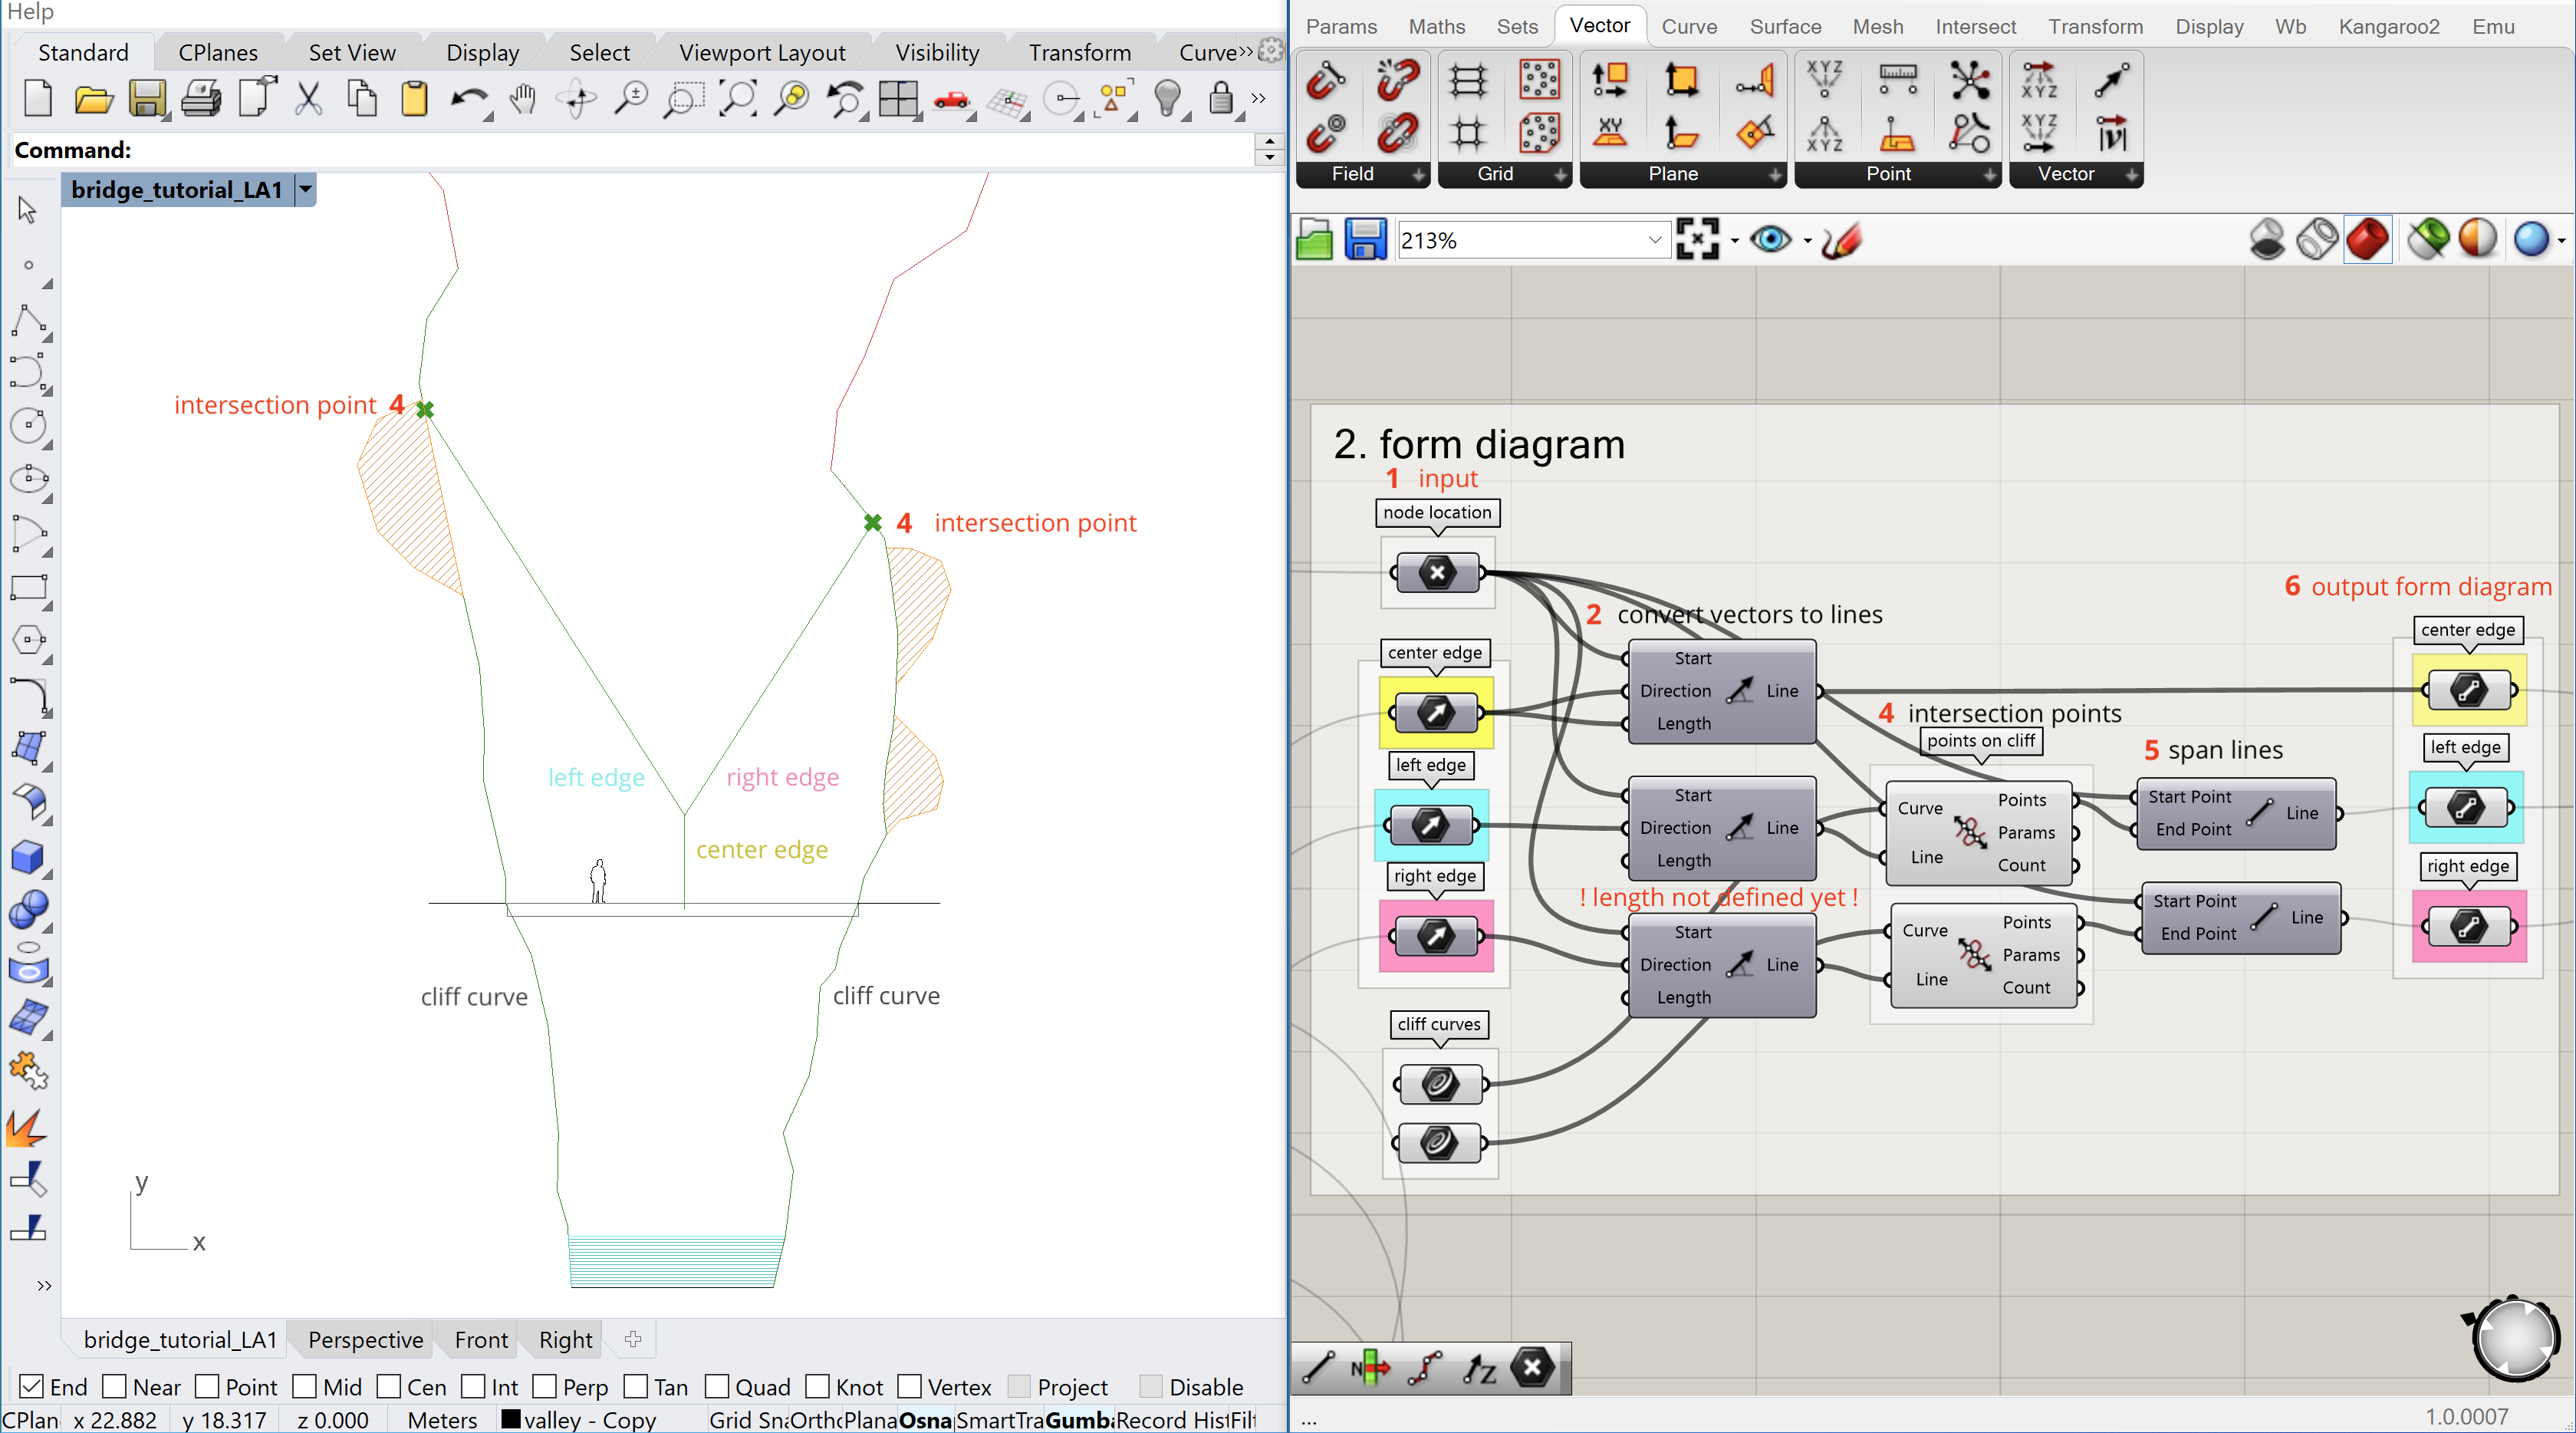 Help
Standard CPlanes Set View Display Select Viewport Layout Visibility Transform Curve
Command:
bridge_tutorial_LA1
intersection point 4
4 intersection point
left edge
right edge
center edge
cliff curve
cliff curve
y
x
bridge_tutorial_LA1 Perspective Front Right
End Near Point Mid Cen Int Perp Tan Quad Knot Vertex Project Disable
CPlan x 22.882 y 18.317 z 0.000 Meters valley - Copy Grid Sna Ortho Plana Osna SmartTra Gumba Record Hist Filt
Params Maths Sets Vector Curve Surface Mesh Intersect Transform Display Wb Kangaroo2 Emu
XYZ
XYZ
XY
XYZ
XYZ
Field Grid Plane Point Vector
213%
2. form diagram
1 input
node location
6 output form diagram
2 convert vectors to lines
center edge
Start
Direction Line
Length
center edge
4 intersection points
points on cliff
5 span lines
left edge
left edge
Start
Direction Line
Length
Curve Points
Params
Line Count
Start Point
End Point Line
right edge
right edge
! length not defined yet !
Start
Direction Line
Length
Curve Points
Params
Line Count
Start Point
End Point Line
cliff curves
N
Z
...
1.0.0007